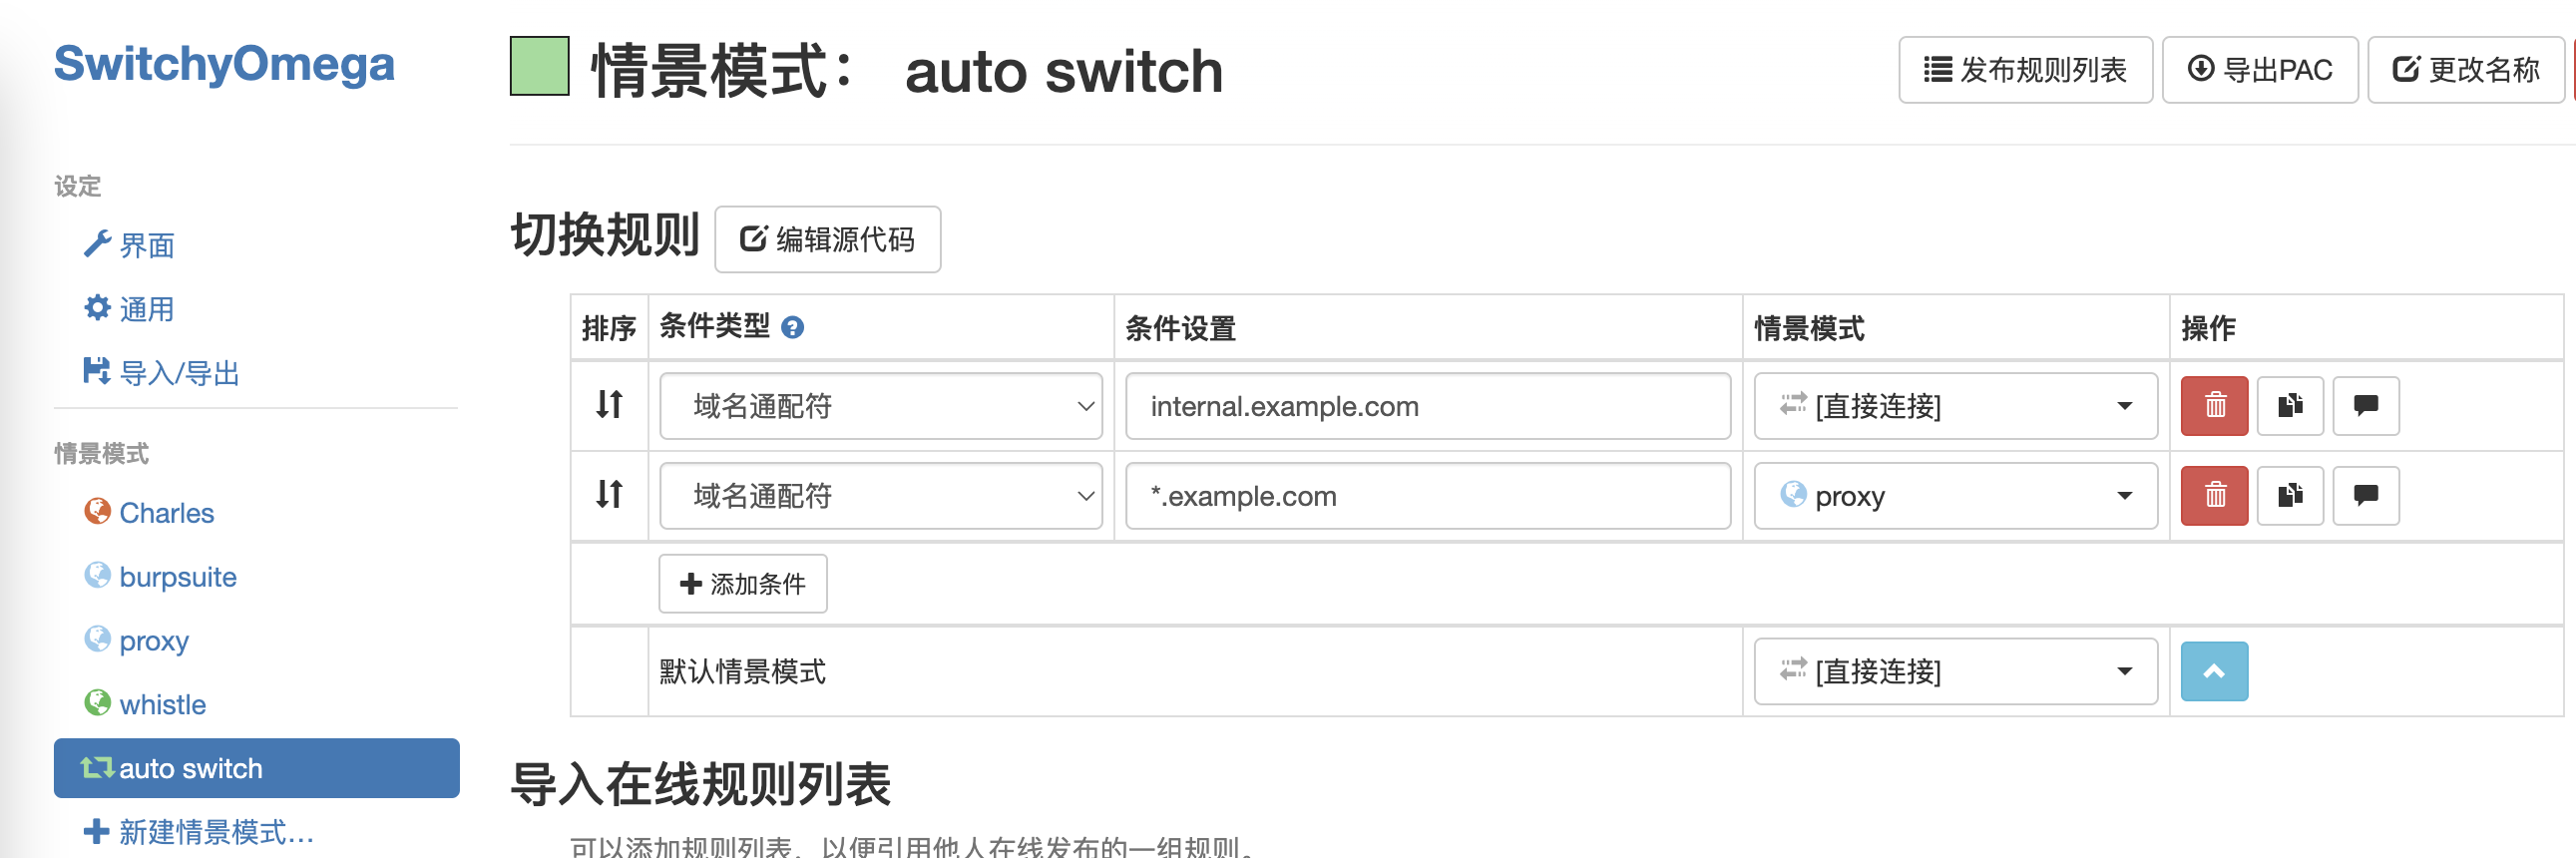 SwitchyOmega
设定
界面
通用
导入/导出
情景模式
Charles
burpsuite
proxy
whistle
auto switch
新建情景模式...
情景模式： auto switch
发布规则列表
导出PAC
更改名称
切换规则
编辑源代码
排序 条件类型 条件设置 情景模式 操作
域名通配符 internal.example.com [直接连接]
域名通配符 *.example.com proxy
添加条件
默认情景模式 [直接连接]
导入在线规则列表
可以添加规则列表，以便引用他人在线发布的一组规则。